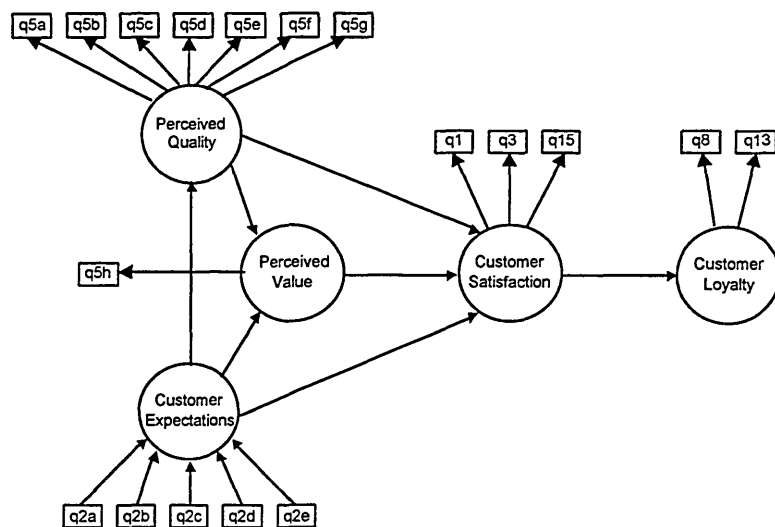 q5a q5b q5c q5d q5e q5f q5g
Perceived
Quality
q1 q3 q15
q8 q13
q5h
Perceived
Value
Customer
Satisfaction
Customer
Loyalty
Customer
Expectations
q2a q2b q2c q2d q2e